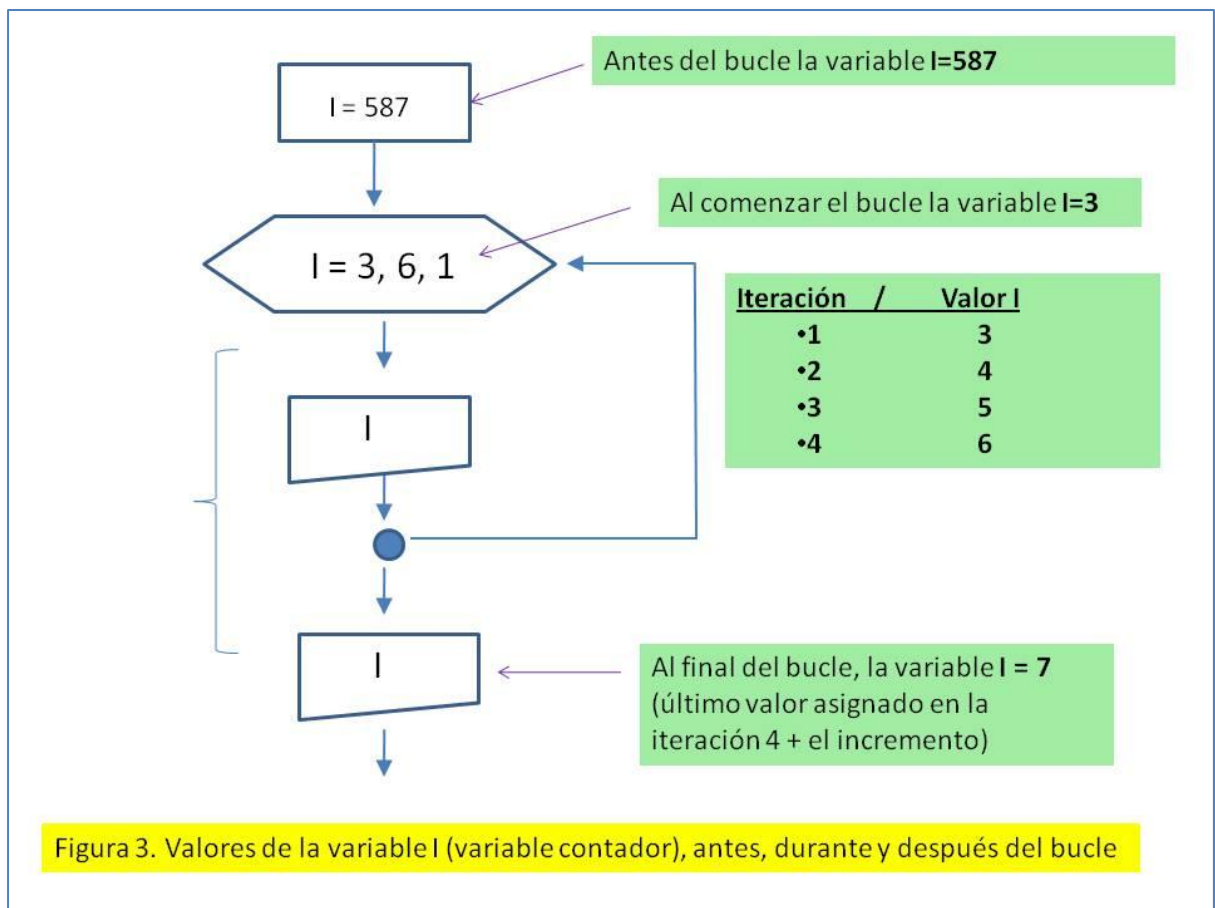 Antes del bucle la variable I=587
I = 587
Al comenzar el bucle la variable I=3
I = 3, 6, 1
Iteración / Valor I
•1 3
•2 4
•3 5
•4 6
I
I
Al final del bucle, la variable I = 7
(último valor asignado en la
iteración 4 + el incremento)
Figura 3. Valores de la variable I (variable contador), antes, durante y después del bucle